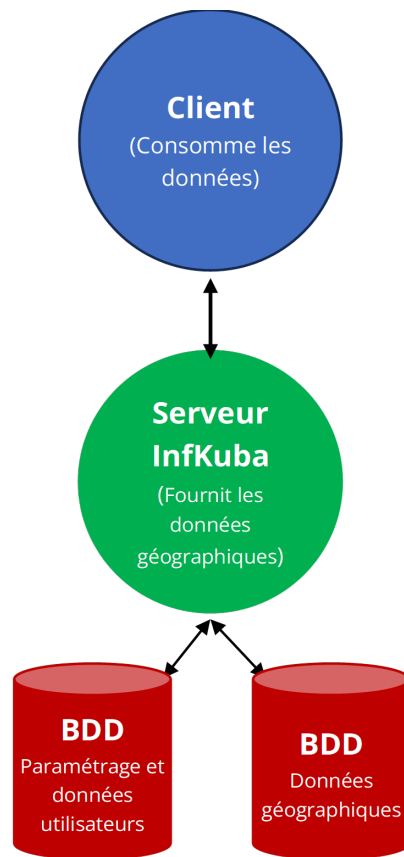 Client
(Consomme les
données)
Serveur
InfKuba
(Fournit les
données
géographiques)
BDD
Paramétrage et
données
utilisateurs
BDD
Données
géographiques